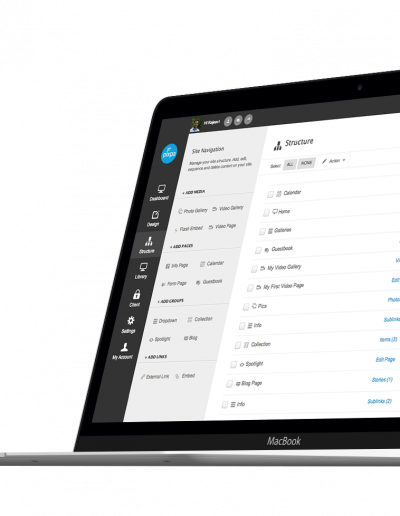 Hi Rajkerr!
pixpa
Site Navigation
Manage your site structure. Add, edit,
sequence and delete content on your site.
+ ADD MEDIA
Photo Gallery Video Gallery
Flash Embed Video Page
+ ADD PAGES
Info Page Calendar
Form Page Guestbook
+ ADD GROUPS
Dropdown Collection
Spotlight Blog
+ ADD LINKS
External Link Embed
Dashboard
Design
Structure
Library
Client
Settings
My Account
Structure
Select ALL NONE Action
Calendar
Home
Galleries
Guestbook
My Video Gallery
My First Video Page Edit
Pics Photo
Info Sublinks
Collection Items (3)
Spotlight Edit Page
Blog Page Stories (1)
Info Sublinks (2)
MacBook